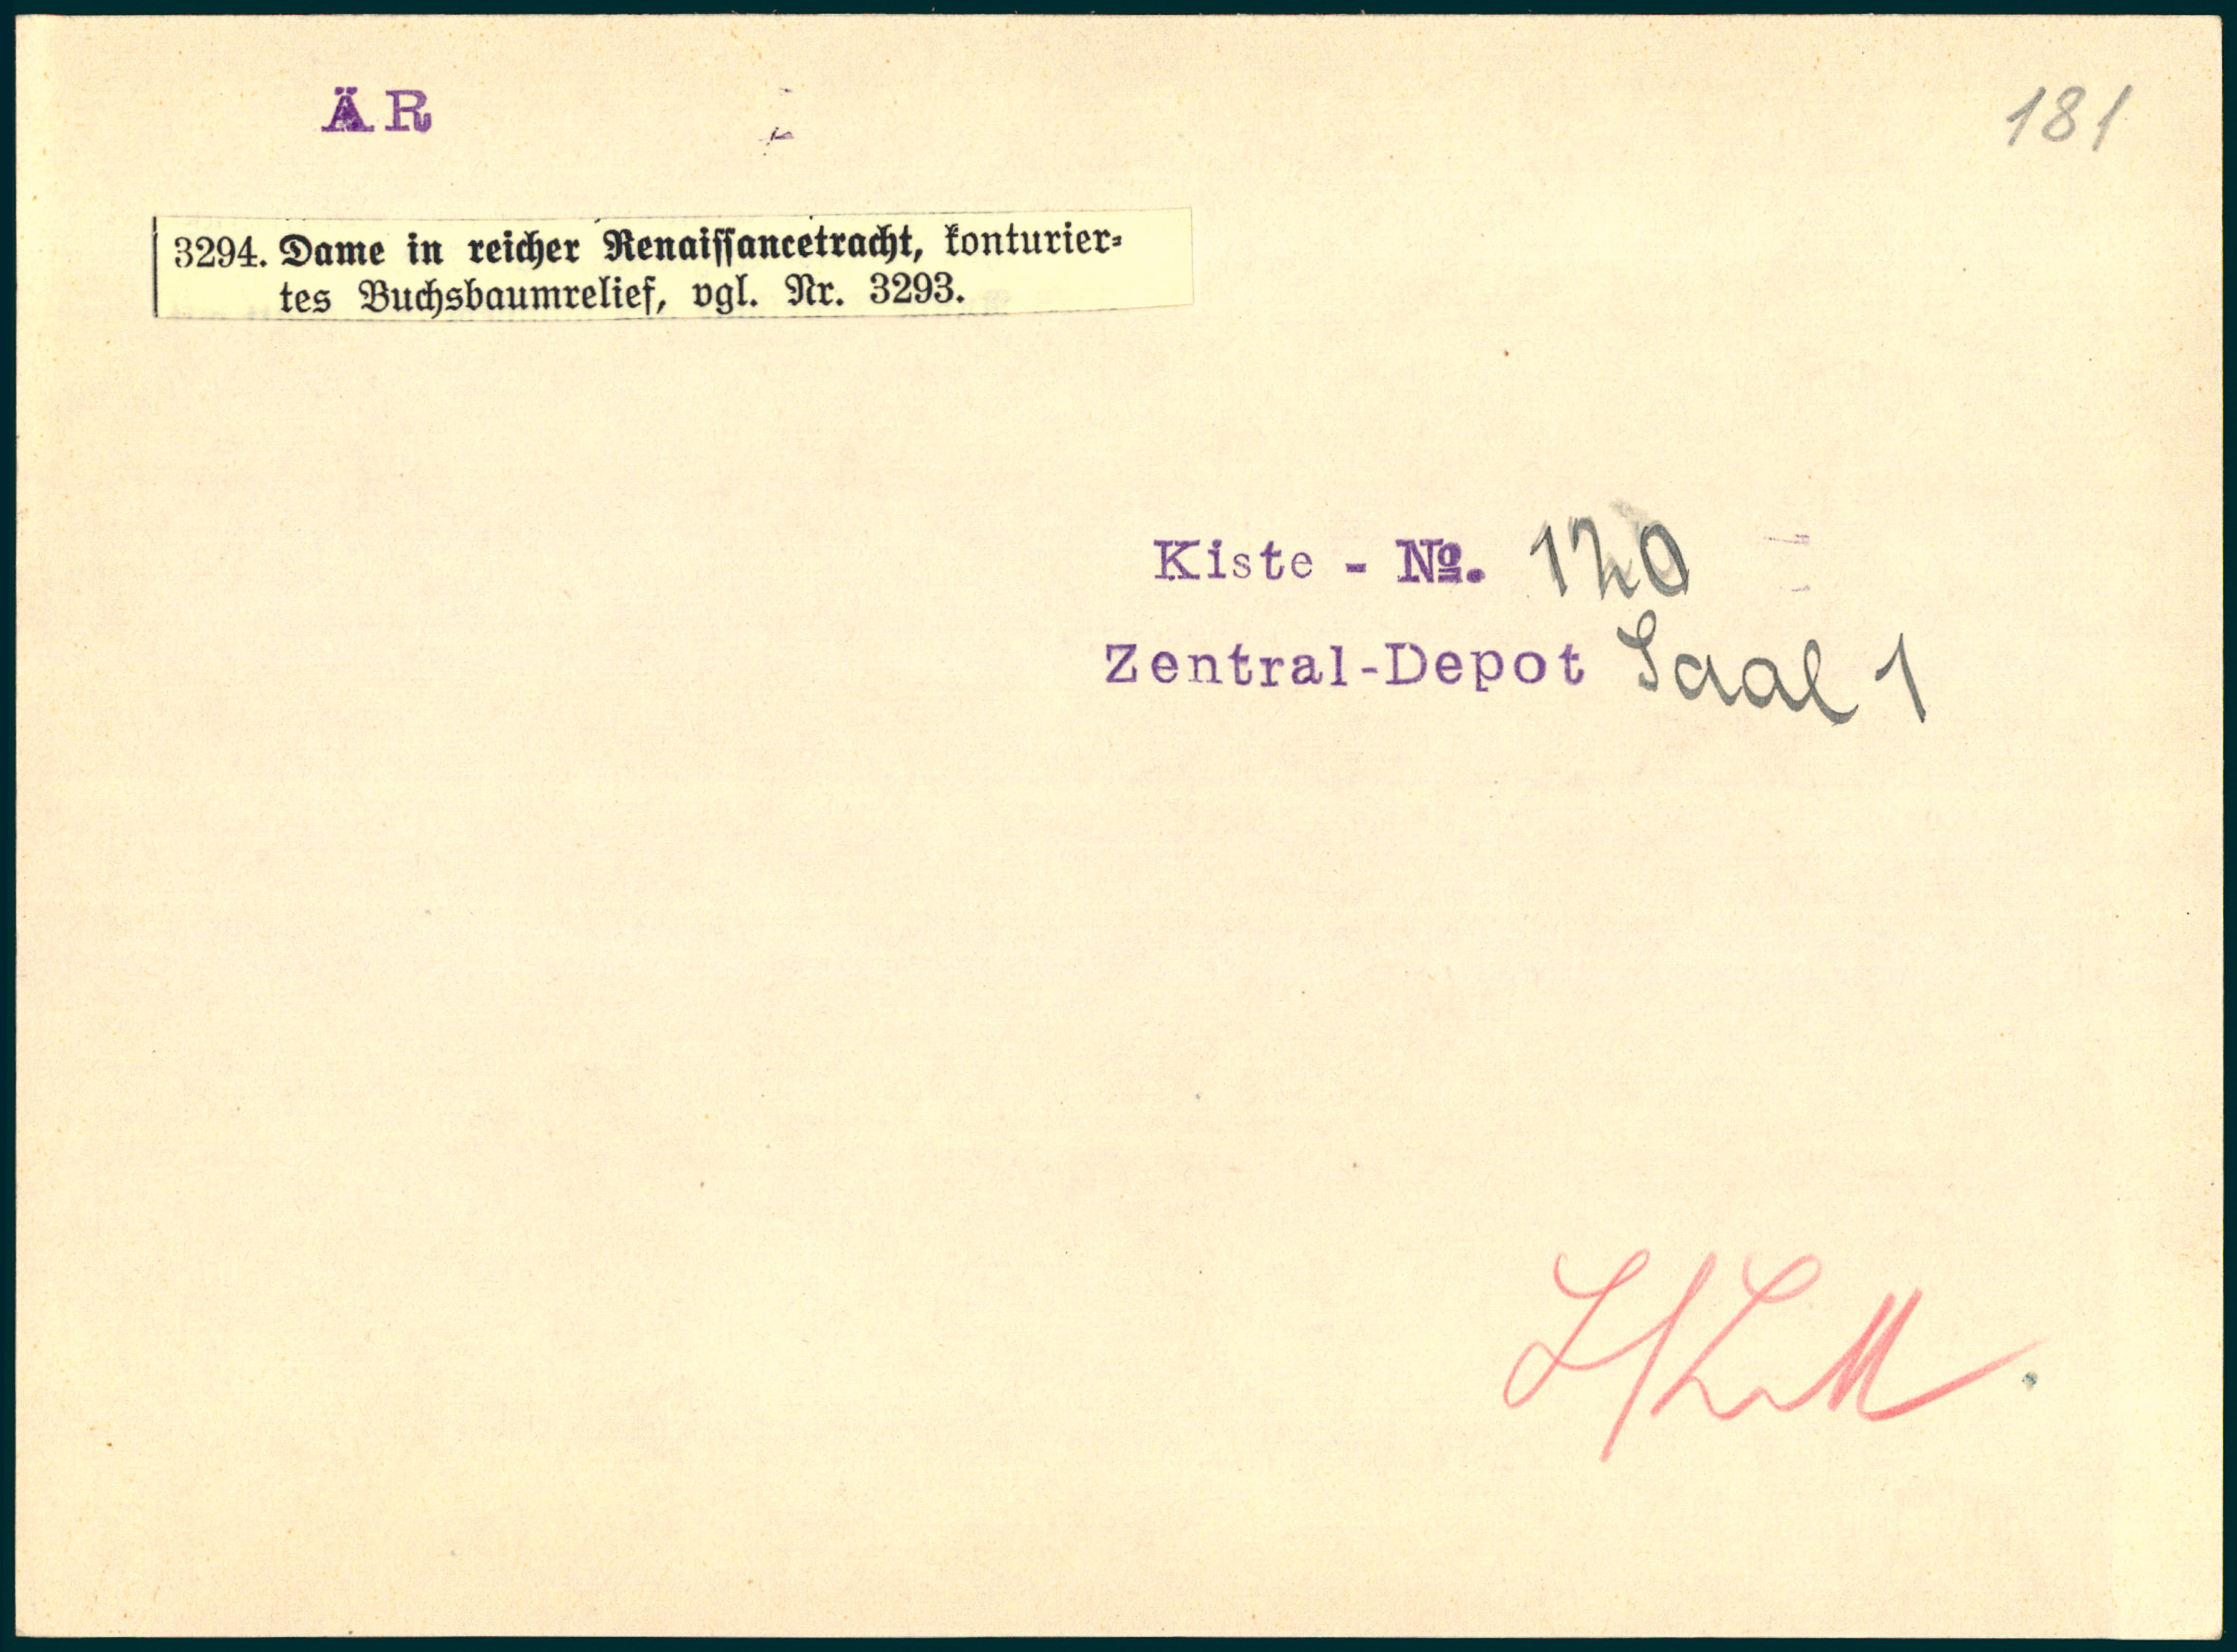 ÄR
181
3294. Dame in reicher Renaissancetracht, konturier-
tes Buchsbaumrelief, vgl. Nr. 3293.
Kiste - No. 120
Zentral-Depot Saal 1